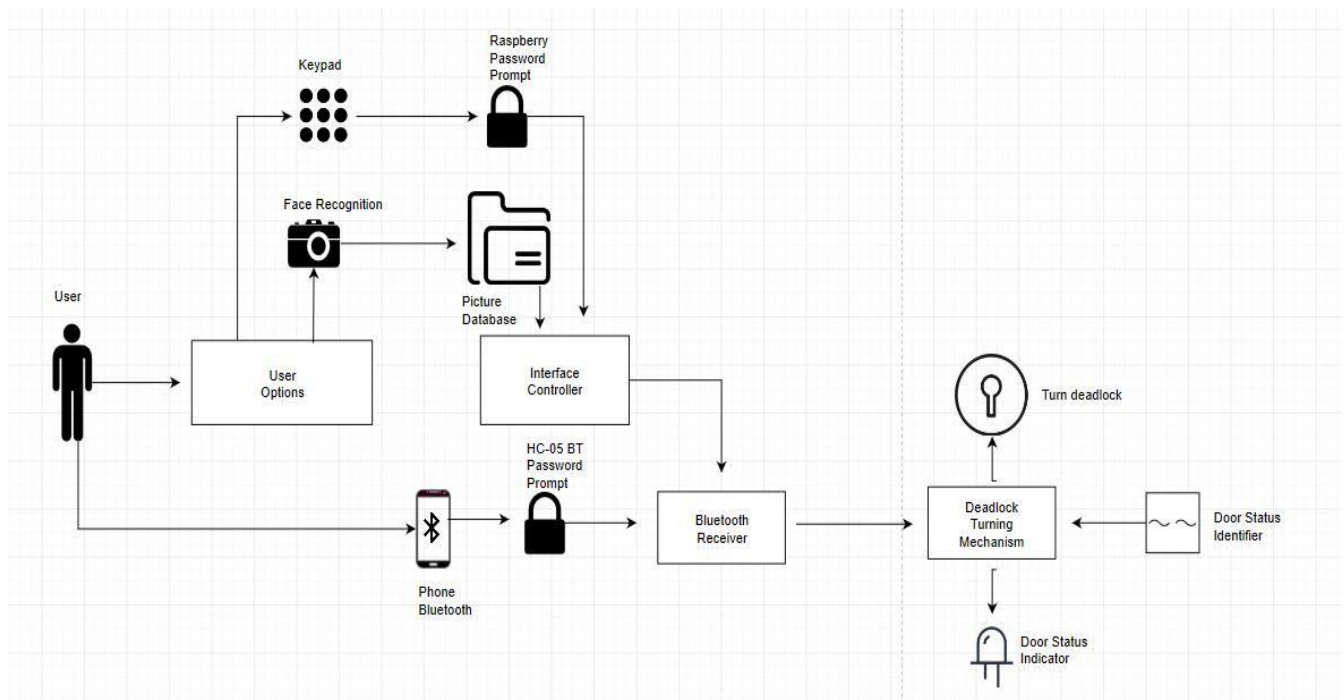 Raspberry
Password
Prompt
Keypad
Face Recognition
User
Picture
Database
User
Options
Interface
Controller
Turn deadlock
HC-05 BT
Password
Prompt
Bluetooth
Receiver
Deadlock
Turning
Mechanism
Door Status
Identifier
Phone
Bluetooth
Door Status
Indicator